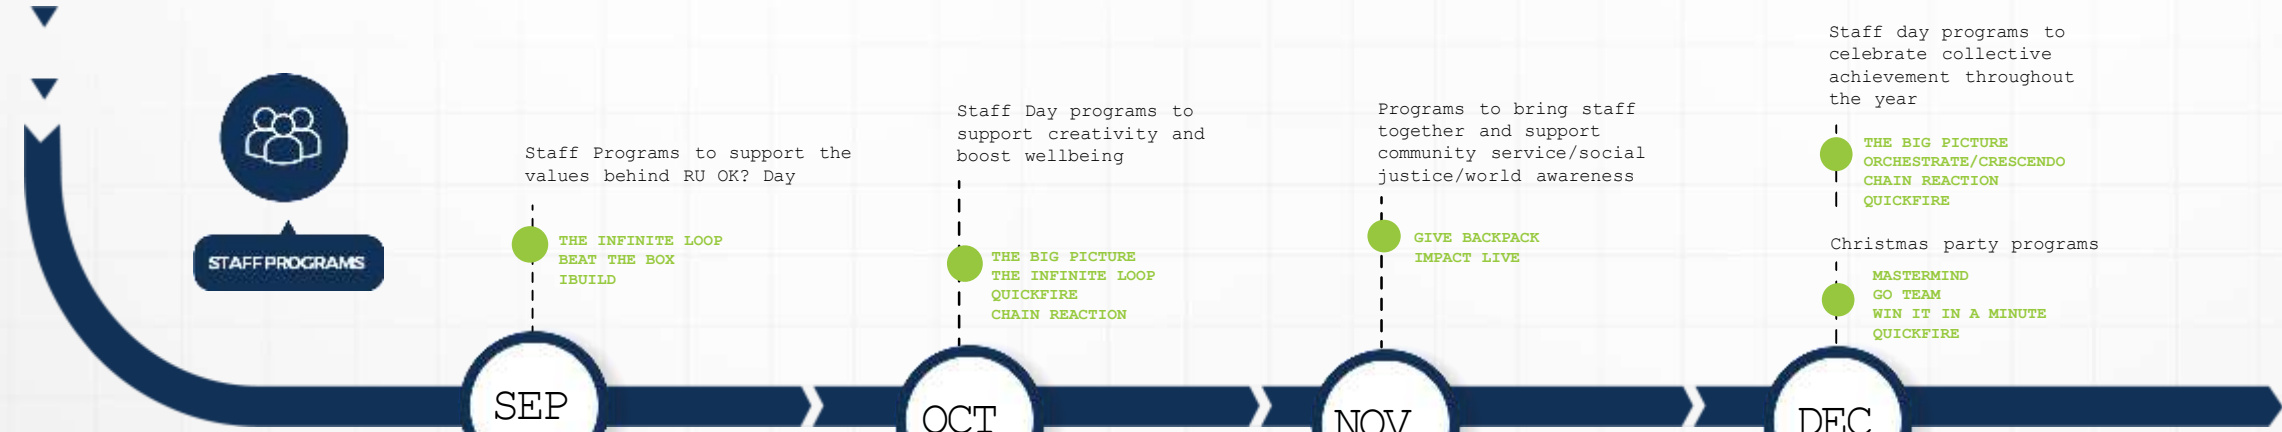 STAFF PROGRAMS
Staff Programs to support the
values behind RU OK? Day
THE INFINITE LOOP
BEAT THE BOX
IBUILD
SEP
Staff Day programs to
support creativity and
boost wellbeing
THE BIG PICTURE
THE INFINITE LOOP
QUICKFIRE
CHAIN REACTION
OCT
Programs to bring staff
together and support
community service/social
justice/world awareness
GIVE BACKPACK
IMPACT LIVE
NOV
Staff day programs to
celebrate collective
achievement throughout
the year
THE BIG PICTURE
ORCHESTRATE/CRESCENDO
CHAIN REACTION
QUICKFIRE
Christmas party programs
MASTERMIND
GO TEAM
WIN IT IN A MINUTE
QUICKFIRE
DEC